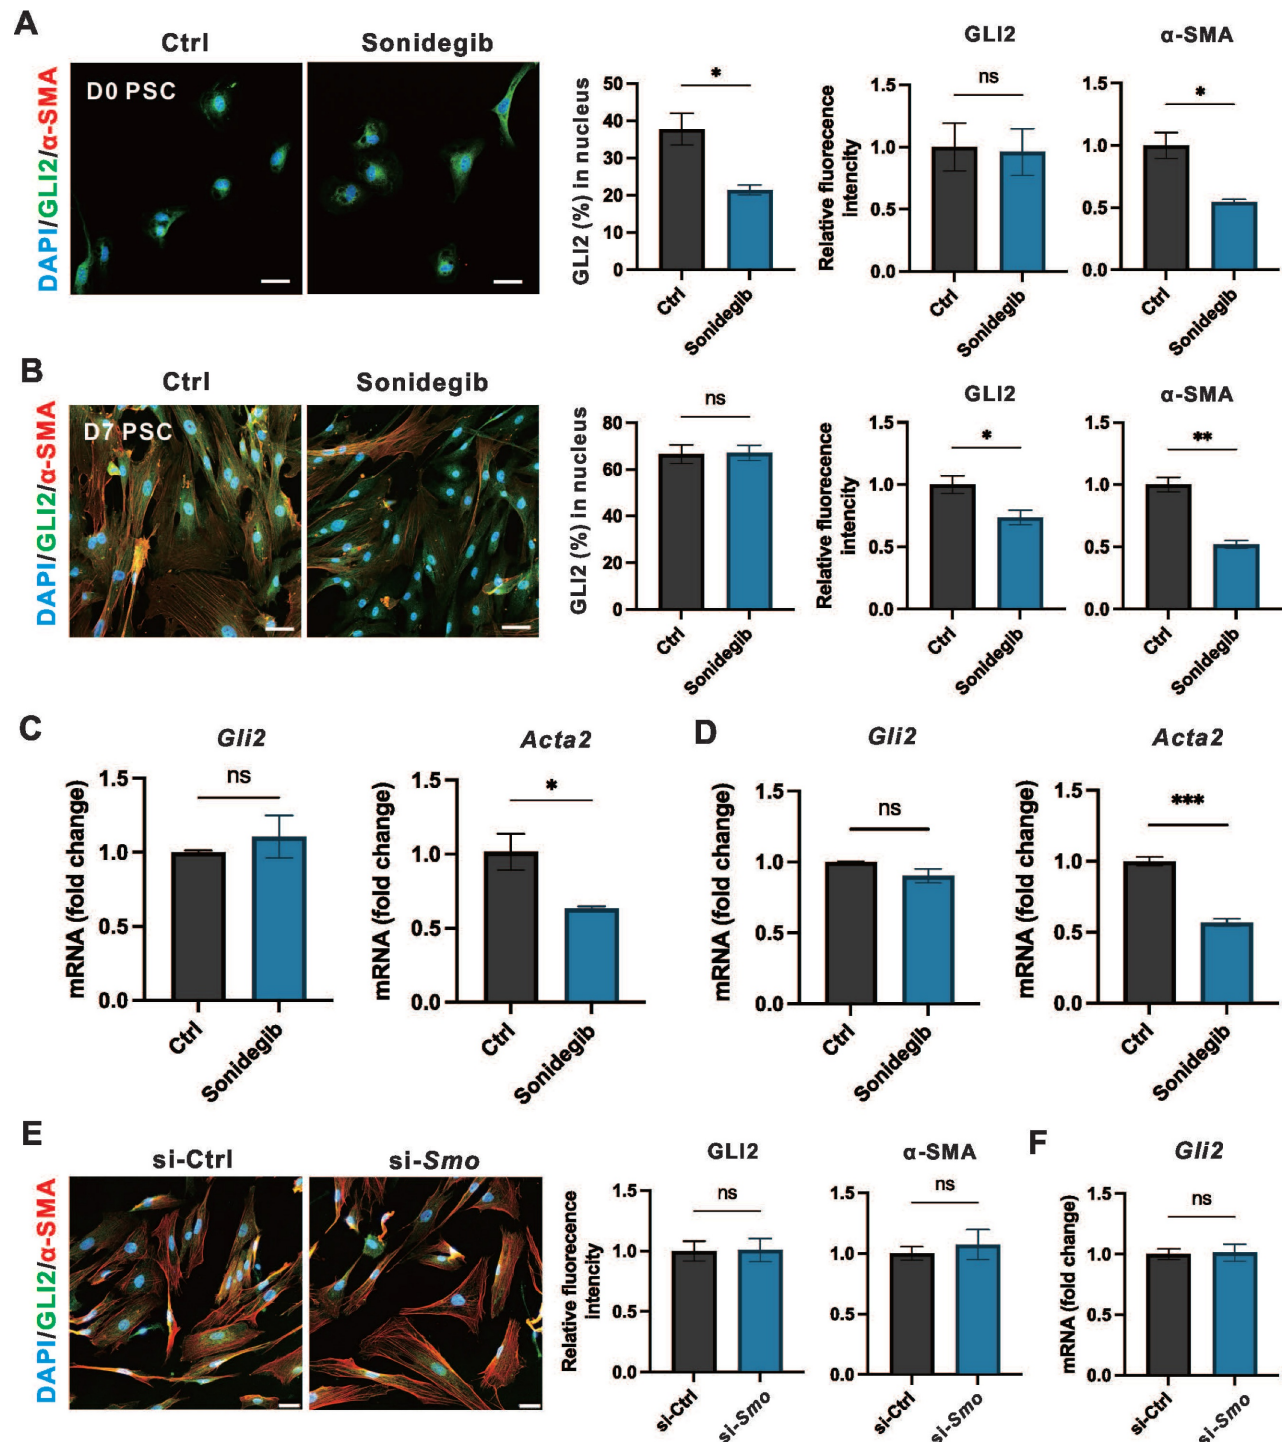 A
Ctrl
Sonidegib
DAPI/GLI2/α-SMA
D0 PSC
GLI2 (%) in nucleus
50
40
30
20
10
0
*
Ctrl
Sonidegib
GLI2
Relative fluorecence
intencity
1.5
1.0
0.5
0.0
ns
Ctrl
Sonidegib
α-SMA
1.5
1.0
0.5
0.0
*
Ctrl
Sonidegib
B
Ctrl
Sonidegib
DAPI/GLI2/α-SMA
D7 PSC
GLI2 (%) in nucleus
80
60
40
20
0
ns
Ctrl
Sonidegib
GLI2
Relative fluorecence
intencity
1.5
1.0
0.5
0.0
*
Ctrl
Sonidegib
α-SMA
1.5
1.0
0.5
0.0
**
Ctrl
Sonidegib
C
Gli2
mRNA (fold change)
1.5
1.0
0.5
0.0
ns
Ctrl
Sonidegib
Acta2
mRNA (fold change)
1.5
1.0
0.5
0.0
*
Ctrl
Sonidegib
D
Gli2
mRNA (fold change)
1.5
1.0
0.5
0.0
ns
Ctrl
Sonidegib
Acta2
mRNA (fold change)
1.5
1.0
0.5
0.0
***
Ctrl
Sonidegib
E
si-Ctrl
si-Smo
DAPI/GLI2/α-SMA
GLI2
Relative fluorecence
intencity
1.5
1.0
0.5
0.0
ns
si-Ctrl
si-Smo
α-SMA
1.5
1.0
0.5
0.0
ns
si-Ctrl
si-Smo
F
Gli2
mRNA (fold change)
1.5
1.0
0.5
0.0
ns
si-Ctrl
si-Smo